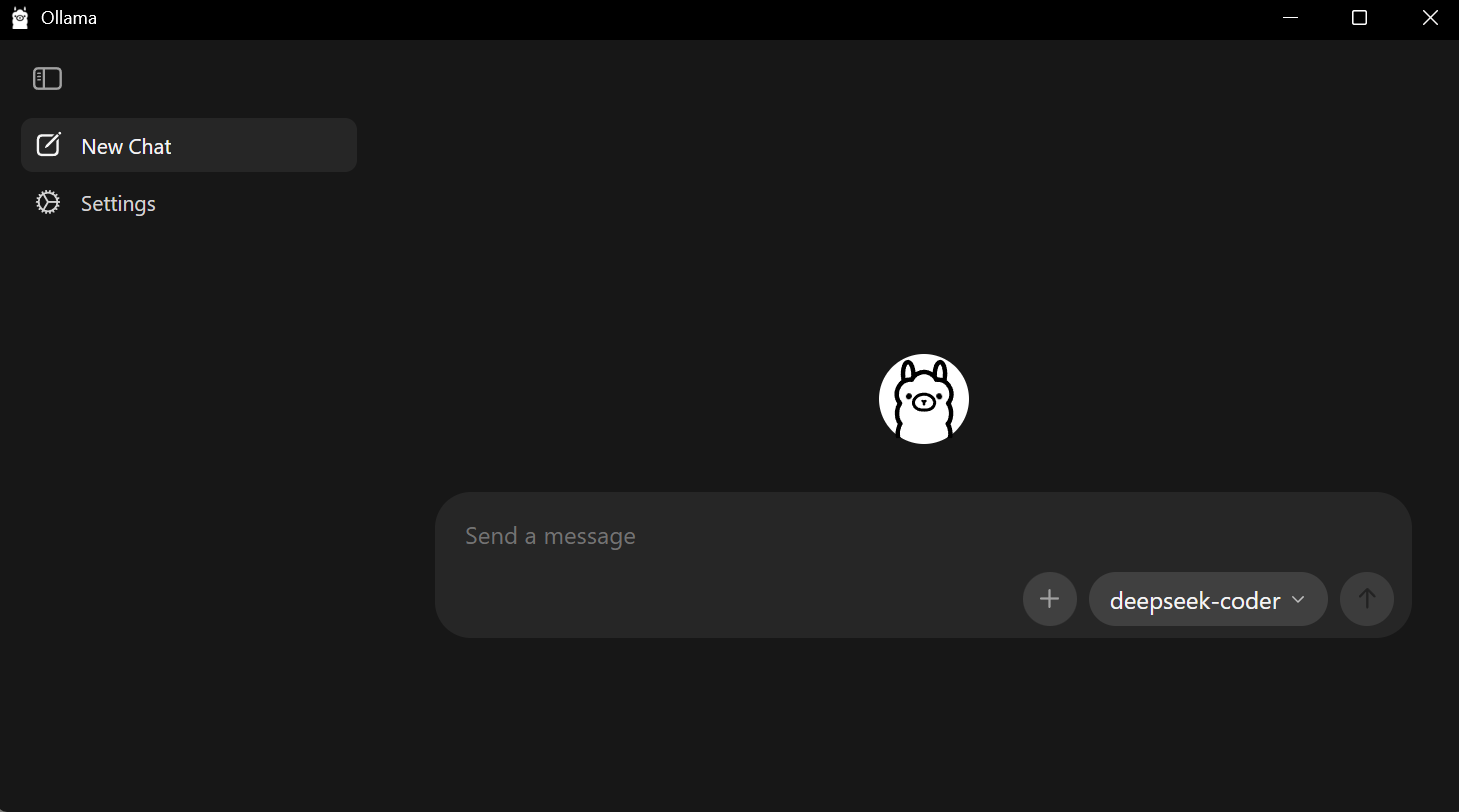 Ollama
New Chat
Settings
Send a message
deepseek-coder